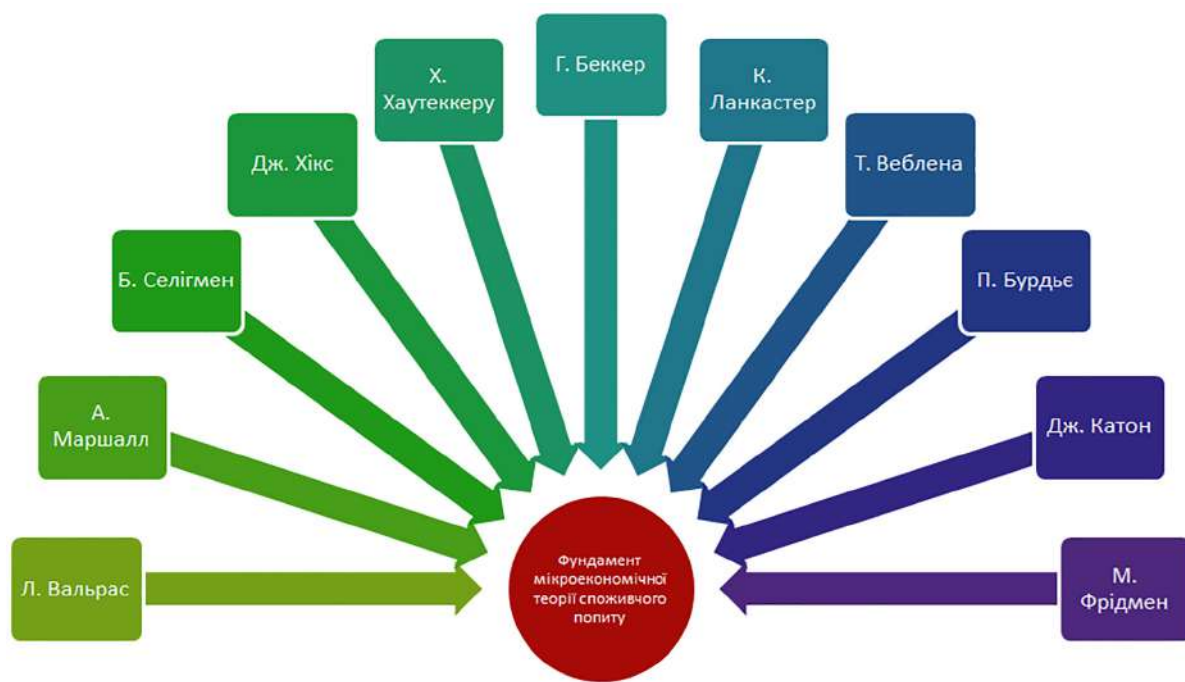 Г. Беккер
Х.
Хаутеккеру
К.
Ланкастер
Дж. Хікс
Т. Веблена
Б. Селігмен
П. Бурдьє
А.
Маршалл
Дж. Катон
Л. Вальрас
М.
Фрідмен
Фундамент
мікроекономічної
теорії споживчого
попиту